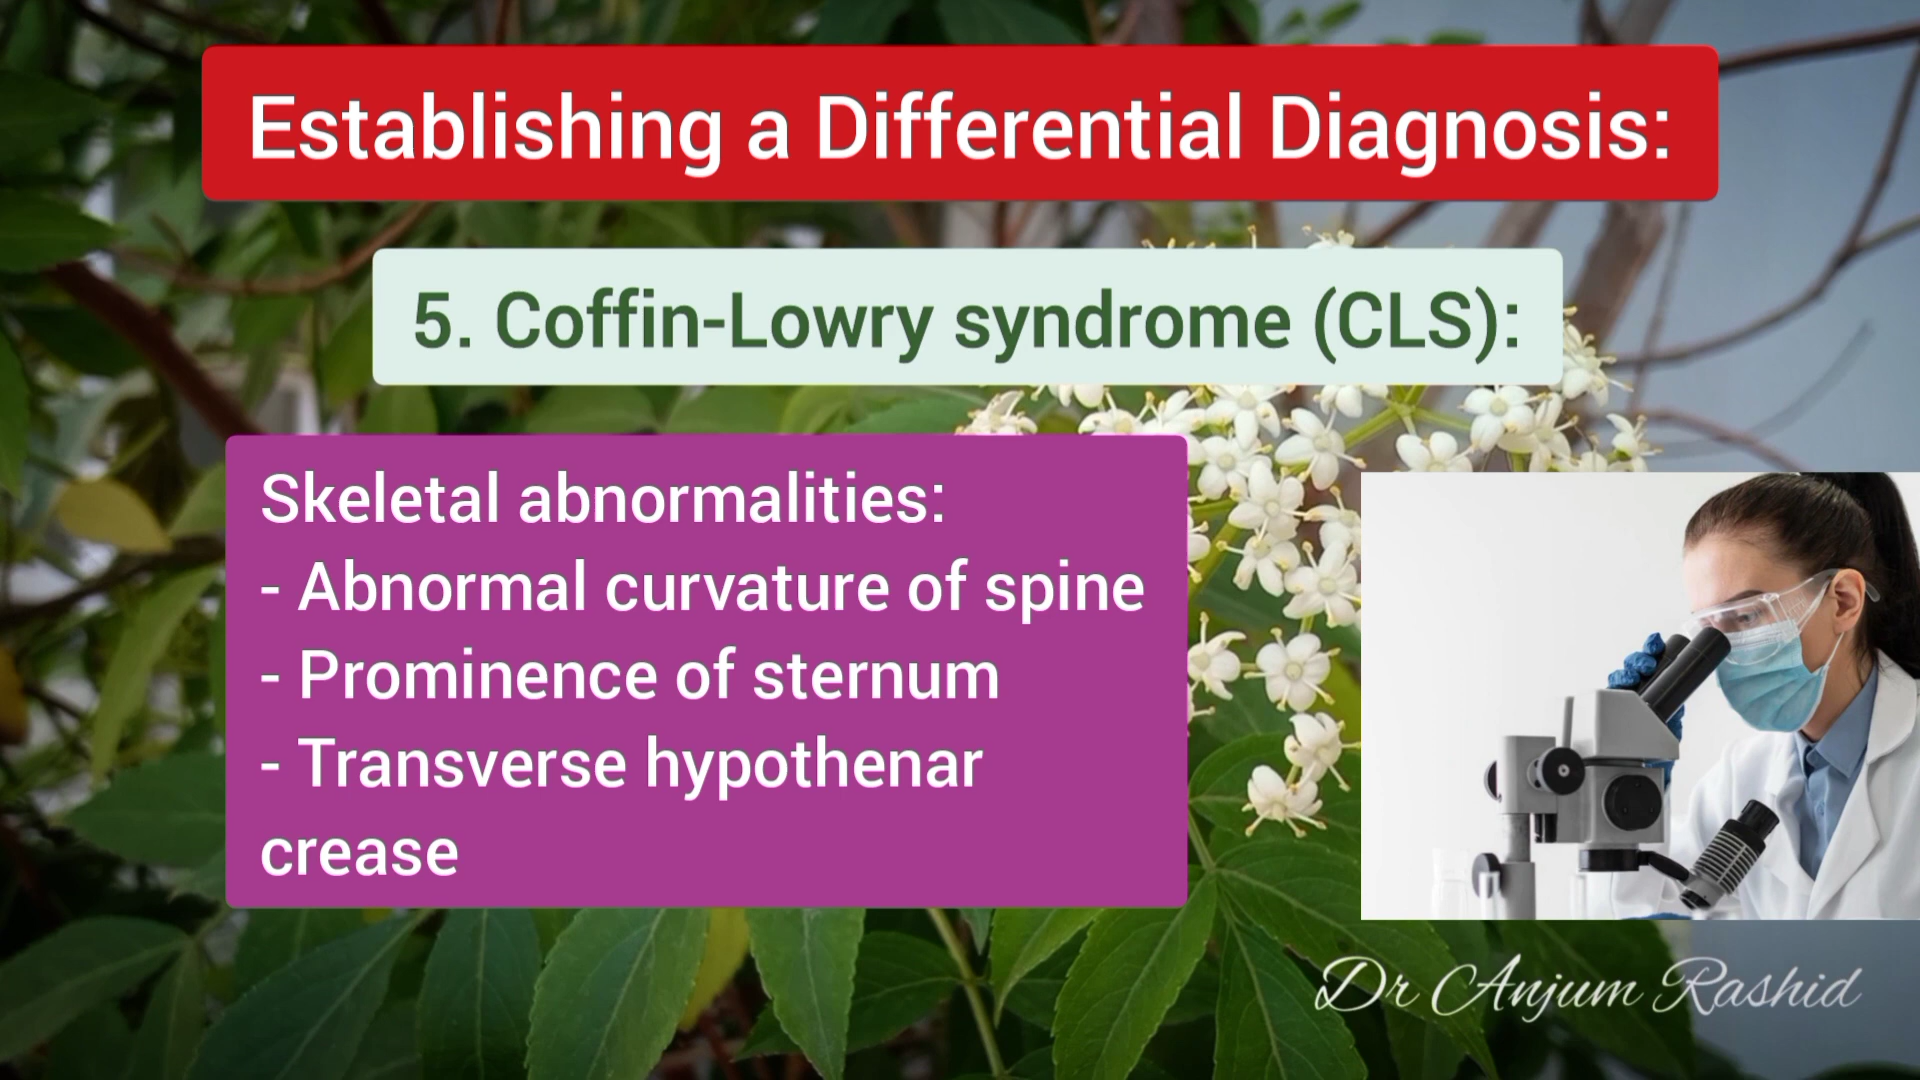 Establishing a Differential Diagnosis:
5. Coffin-Lowry syndrome (CLS):
Skeletal abnormalities:
- Abnormal curvature of spine
- Prominence of sternum
- Transverse hypothenar
crease
Dr Anjum Rashid